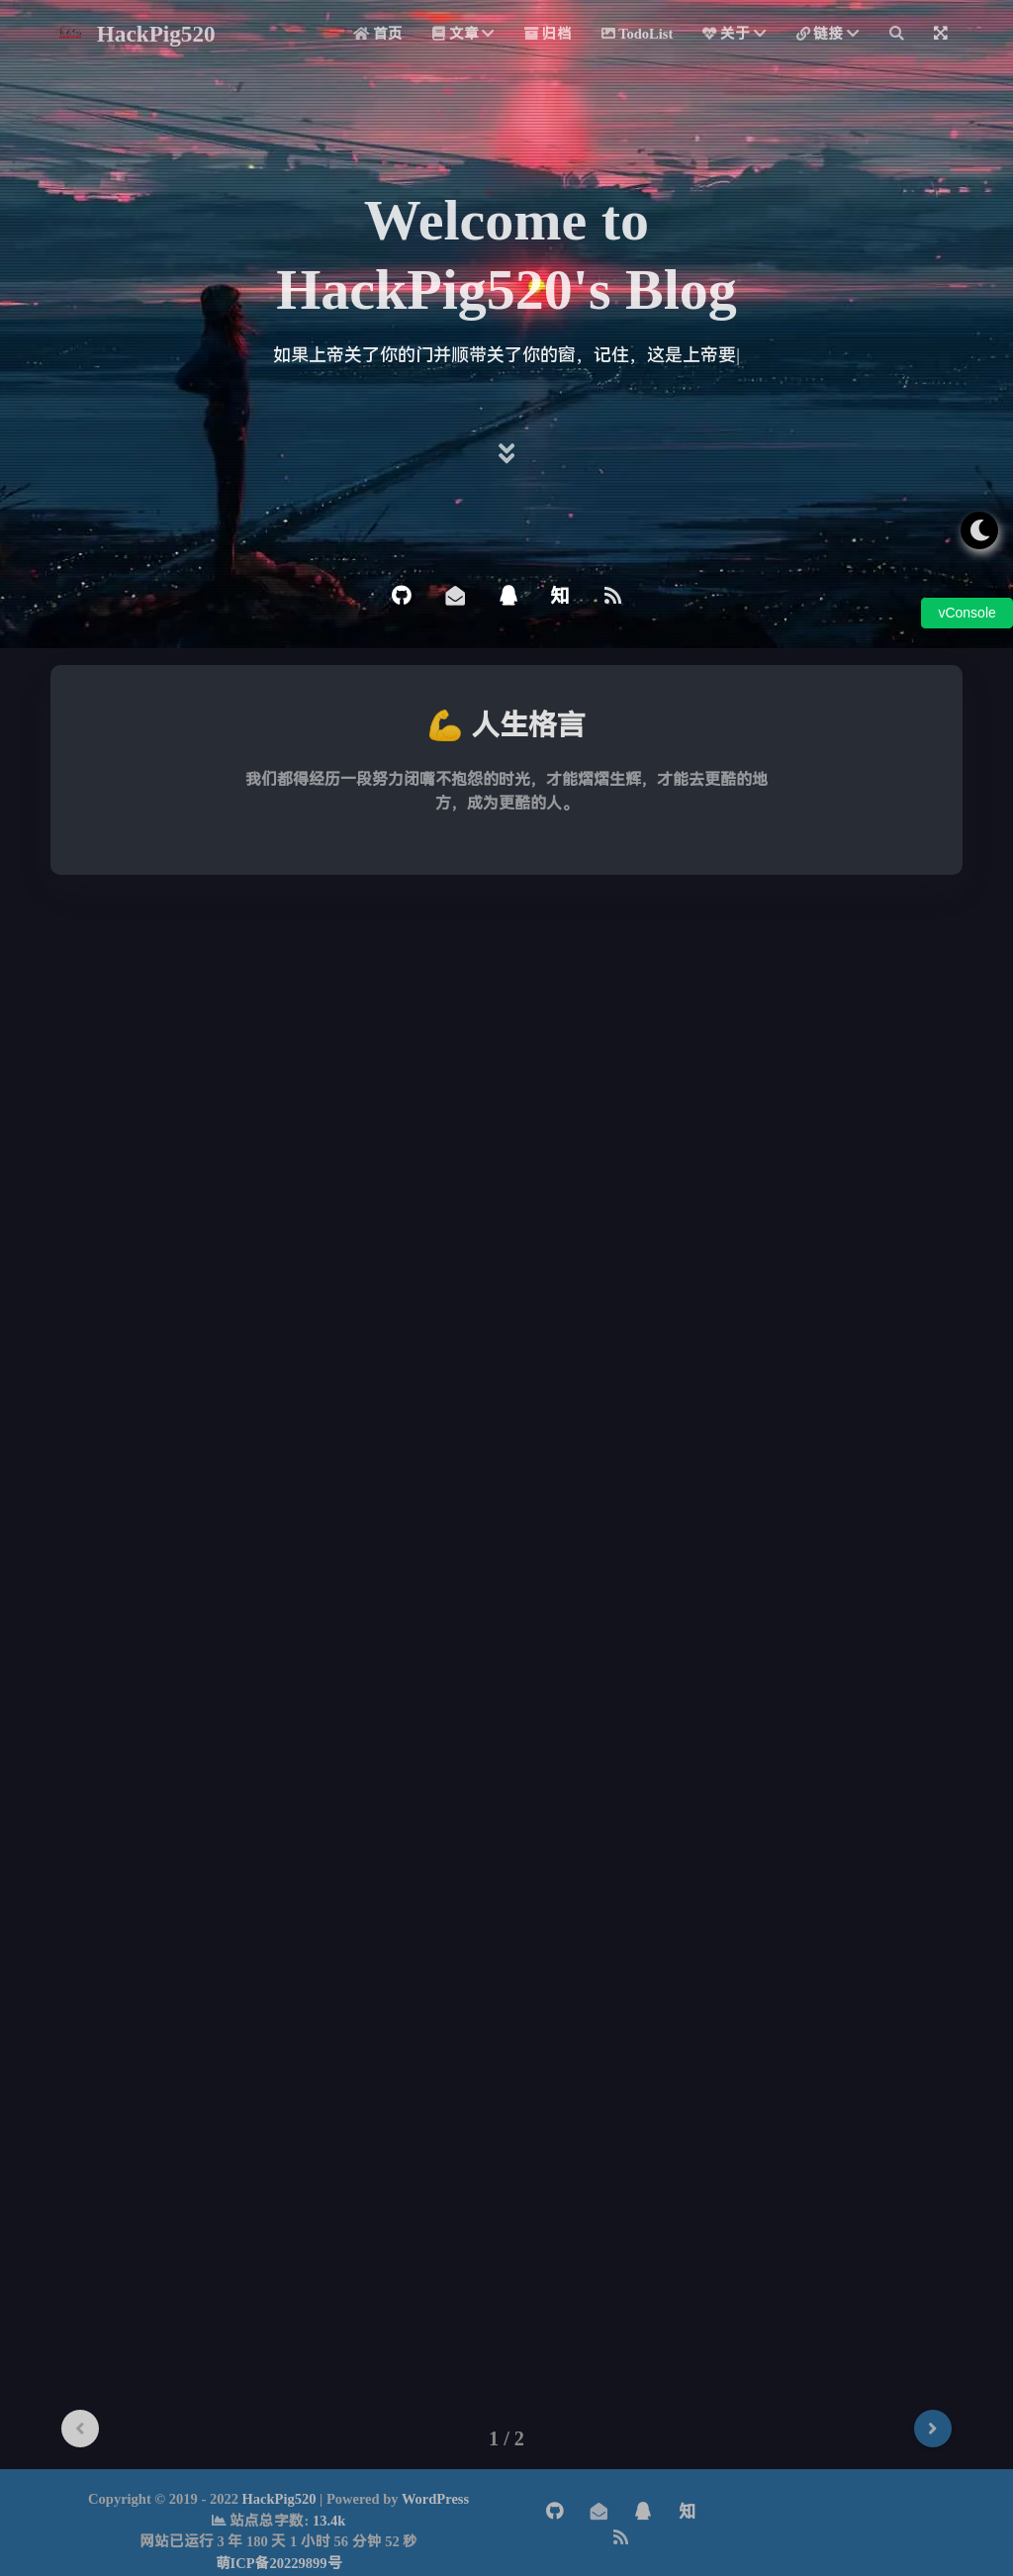 HackPig520
首页 文章 归档 TodoList 关于 链接
Welcome to
HackPig520's Blog
如果上帝关了你的门并顺带关了你的窗，记住，这是上帝要|
知
vConsole
人生格言
我们都得经历一段努力闭嘴不抱怨的时光，才能熠熠生辉，才能去更酷的地
方，成为更酷的人。
1 / 2
Copyright © 2019 - 2022 HackPig520 | Powered by WordPress
站点总字数: 13.4k
网站已运行 3 年 180 天 1 小时 56 分钟 52 秒
萌ICP备20229899号
知